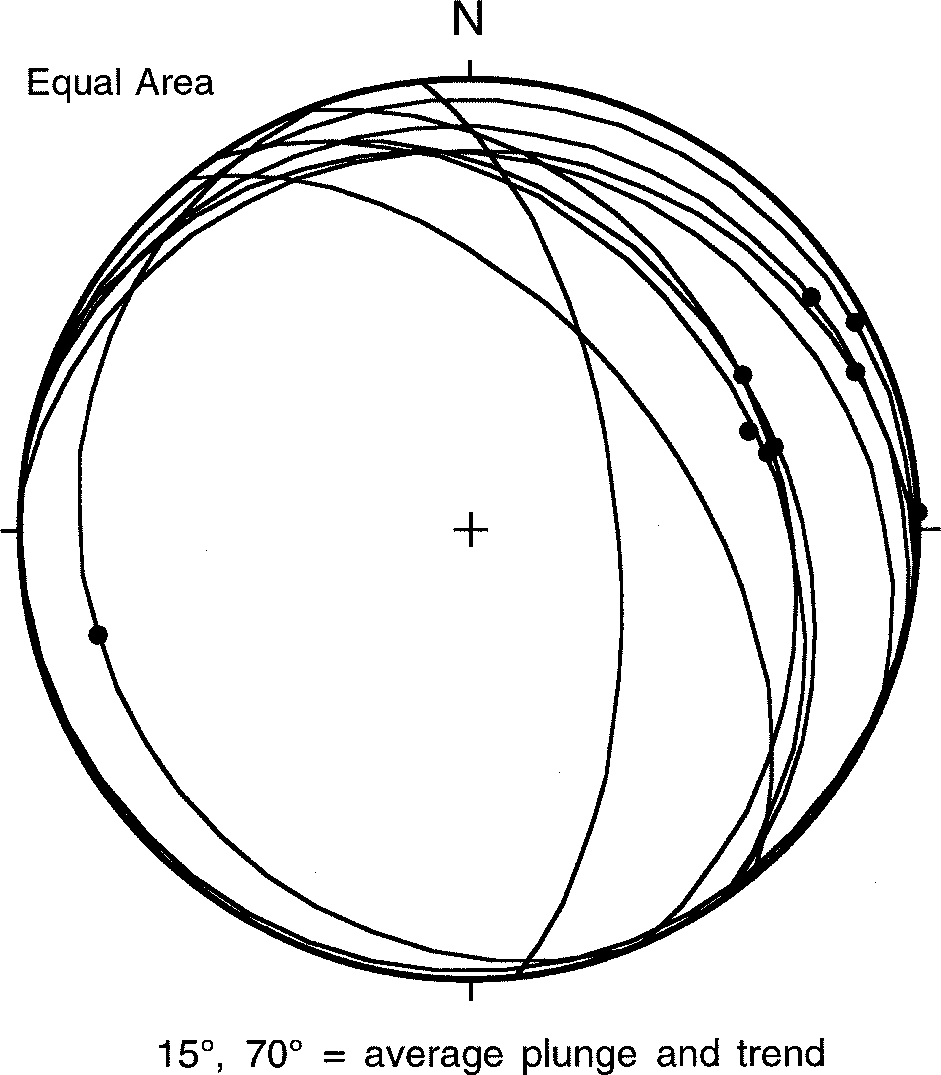 N
Equal Area
15°, 70° = average plunge and trend